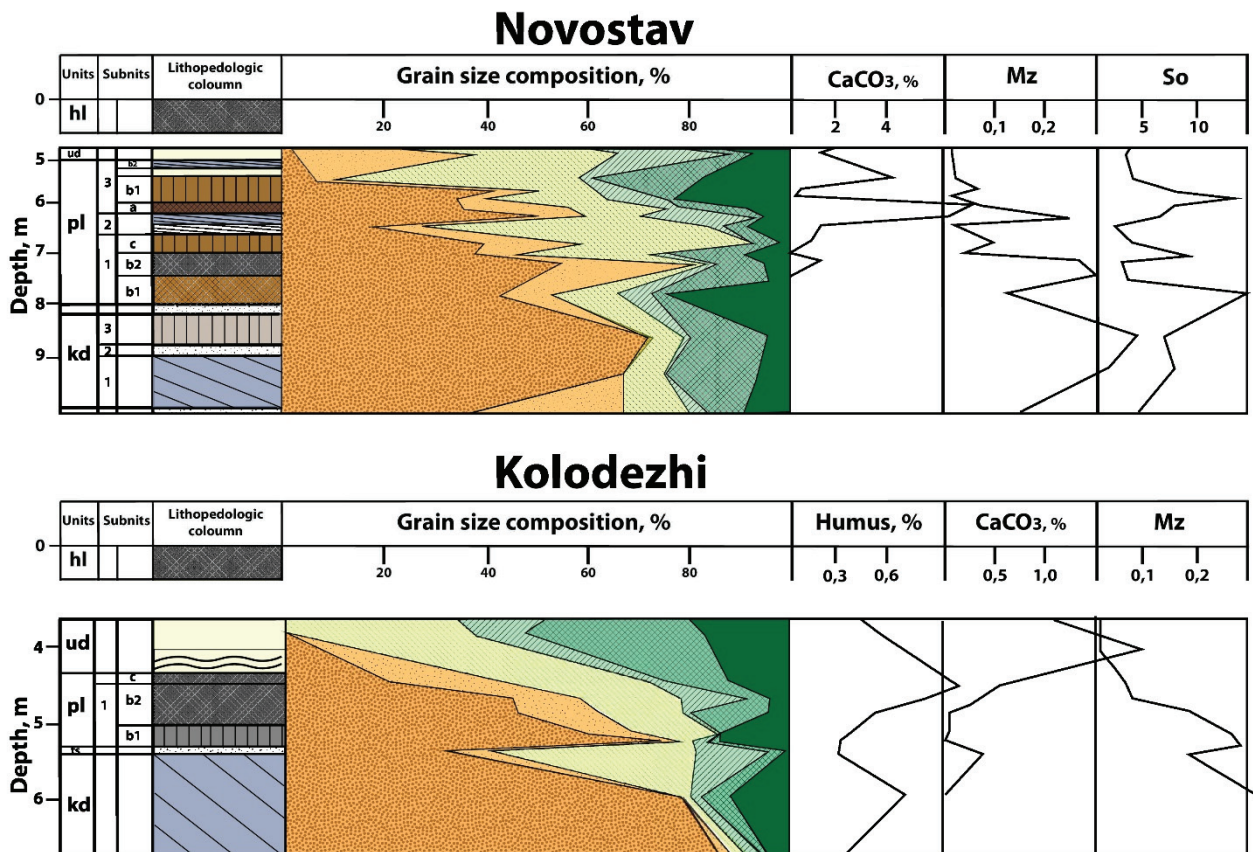 Novostav
Units Subnits Lithopedologic coloumn Grain size composition, % CaCO3, % Mz So
0
hl
20 40 60 80 2 4 0,1 0,2 5 10
Depth, m
5
6
7
8
9
ud
pl
kd
3
2
1
3
2
1
b2
b1
a
c
b2
b1
Kolodezhi
Units Subnits Lithopedologic coloumn Grain size composition, % Humus, % CaCO3, % Mz
0
hl
20 40 60 80 0,3 0,6 0,5 1,0 0,1 0,2
Depth, m
4
5
6
ud
pl
ts
kd
1
c
b2
b1